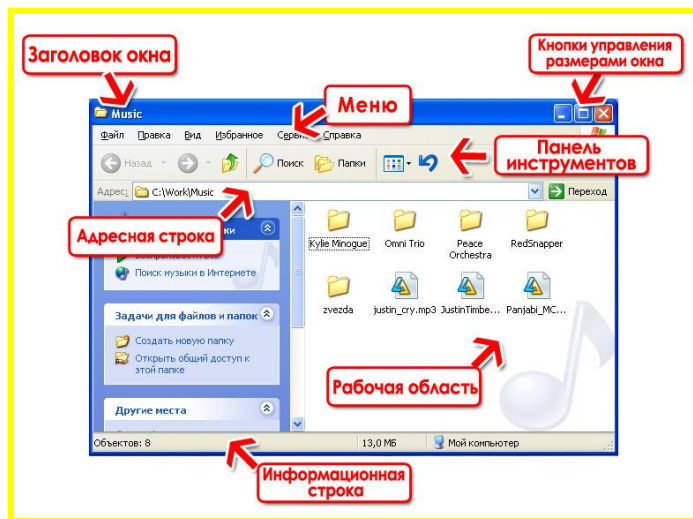 Заголовок окна
Кнопки управления
размерами окна
Music
Меню
Файл Правка Вид Избранное Справка
Панель
инструментов
Назад
Поиск
Папки
Адрес: C:\Work\Music
Переход
Адресная строка
Поиск музыки в Интернете
Kylie Minogue
Omni Trio
Peace
Orchestra
RedSnapper
Задачи для файлов и папок
Создать новую папку
Открыть общий доступ к
этой папке
zvezda
justin_cry.mp3
JustinTimbe...
Panjabi_MC...
Рабочая область
Другие места
Объектов: 8
13,0 МБ
Мой компьютер
Информационная
строка